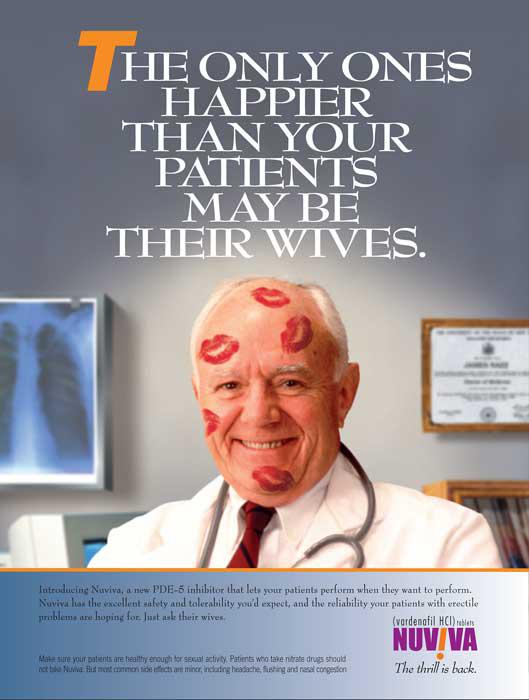 THE ONLY ONES
HAPPIER
THAN YOUR
PATIENTS
MAY BE
THEIR WIVES.
Introducing Nuviva, a new PDE-5 inhibitor that lets your patients perform when they want to perform.
Nuviva has the excellent safety and tolerability you'd expect, and the reliability your patients with erectile
problems are hoping for. Just ask their wives.
(vardenafil HCl) tablets
NUVIVA
The thrill is back.
Make sure your patients are healthy enough for sexual activity. Patients who take nitrate drugs should
not take Nuviva. But most common side effects are minor, including headache, flushing and nasal congestion